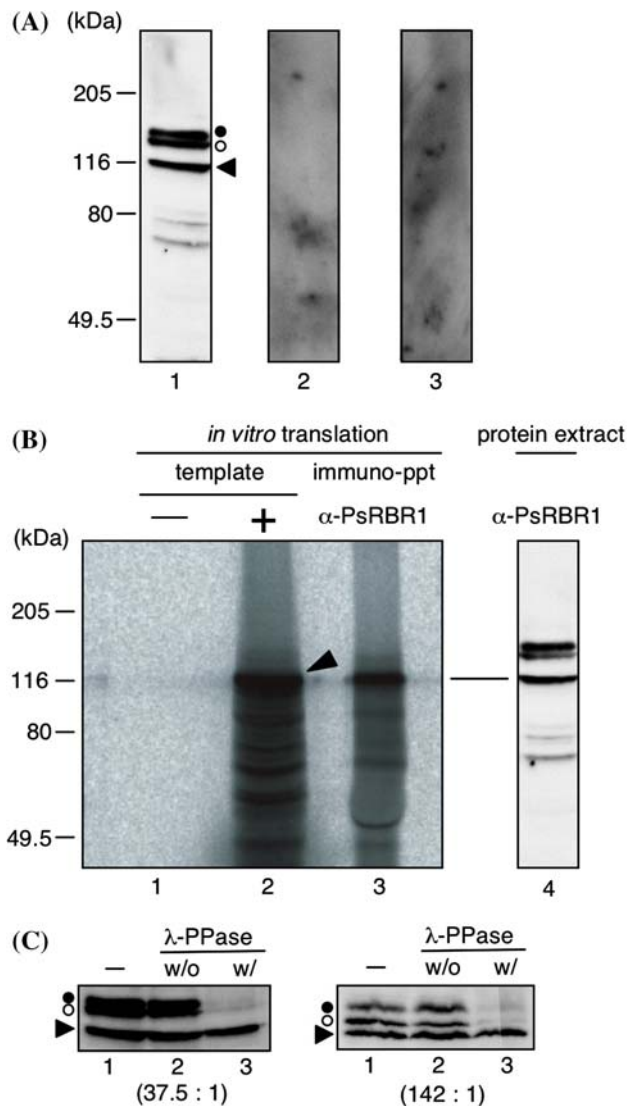 (A) (kDa)
205
116
80
49.5
1 2 3
(B) in vitro translation protein extract
template immuno-ppt
— + α-PsRBR1 α-PsRBR1
(kDa)
205
116
80
49.5
1 2 3 4
(C) λ-PPase λ-PPase
— w/o w/ — w/o w/
1 2 3 1 2 3
(37.5 : 1) (142 : 1)